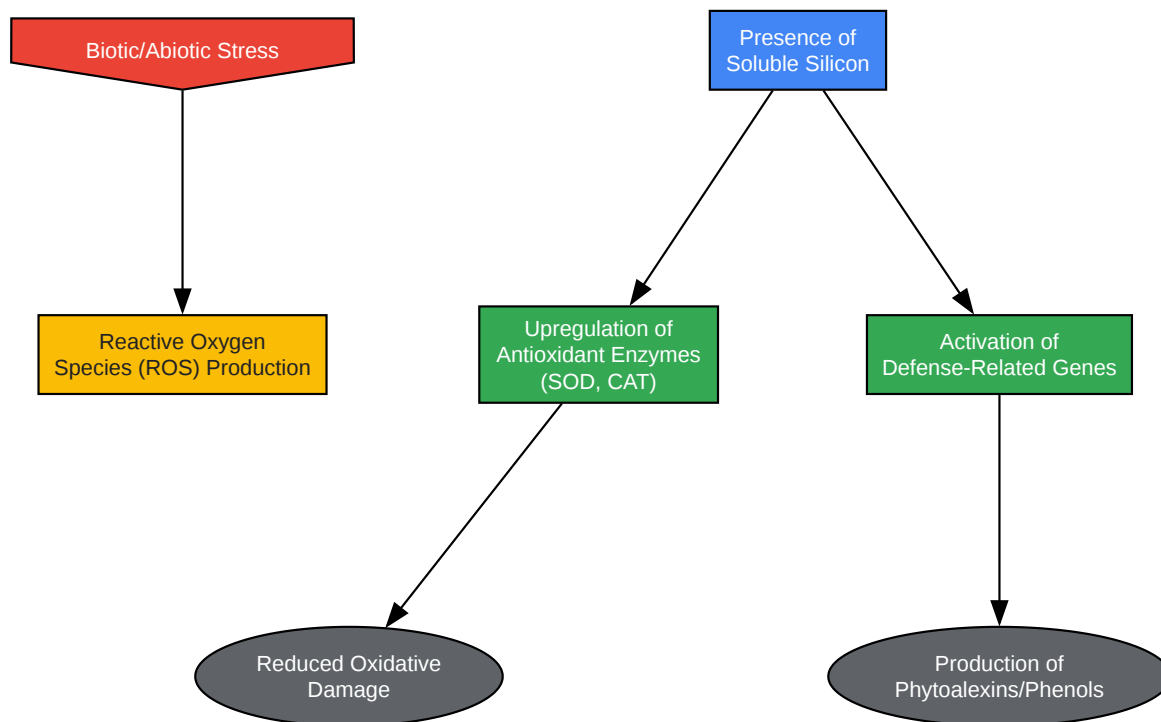 Biotic/Abiotic Stress
Presence of
Soluble Silicon
Reactive Oxygen
Species (ROS) Production
Upregulation of
Antioxidant Enzymes
(SOD, CAT)
Activation of
Defense-Related Genes
Reduced Oxidative
Damage
Production of
Phytoalexins/Phenols